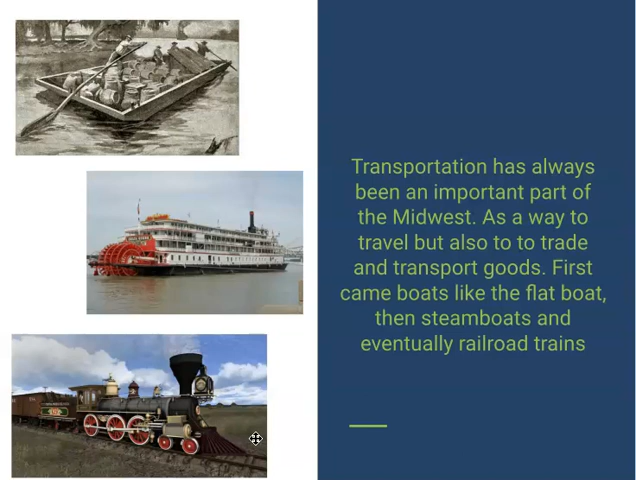 Transportation has always
been an important part of
the Midwest. As a way to
travel but also to to trade
and transport goods. First
came boats like the flat boat,
then steamboats and
eventually railroad trains